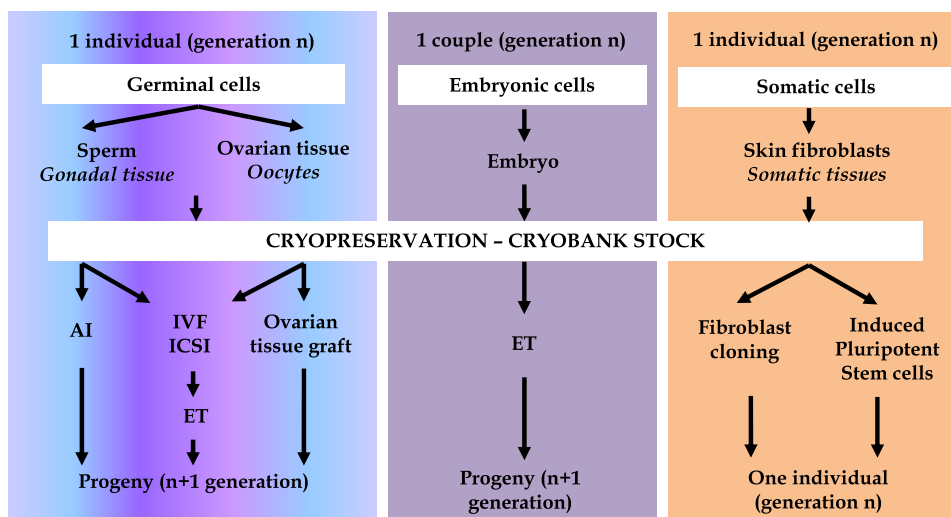 1 individual (generation n)
Germinal cells
Sperm
Gonadal tissue
Ovarian tissue
Oocytes
1 couple (generation n)
Embryonic cells
Embryo
1 individual (generation n)
Somatic cells
Skin fibroblasts
Somatic tissues
CRYOPRESERVATION – CRYOBANK STOCK
AI
IVF
ICSI
ET
Ovarian
tissue graft
Progeny (n+1 generation)
ET
Progeny (n+1
generation)
Fibroblast
cloning
Induced
Pluripotent
Stem cells
One individual
(generation n)